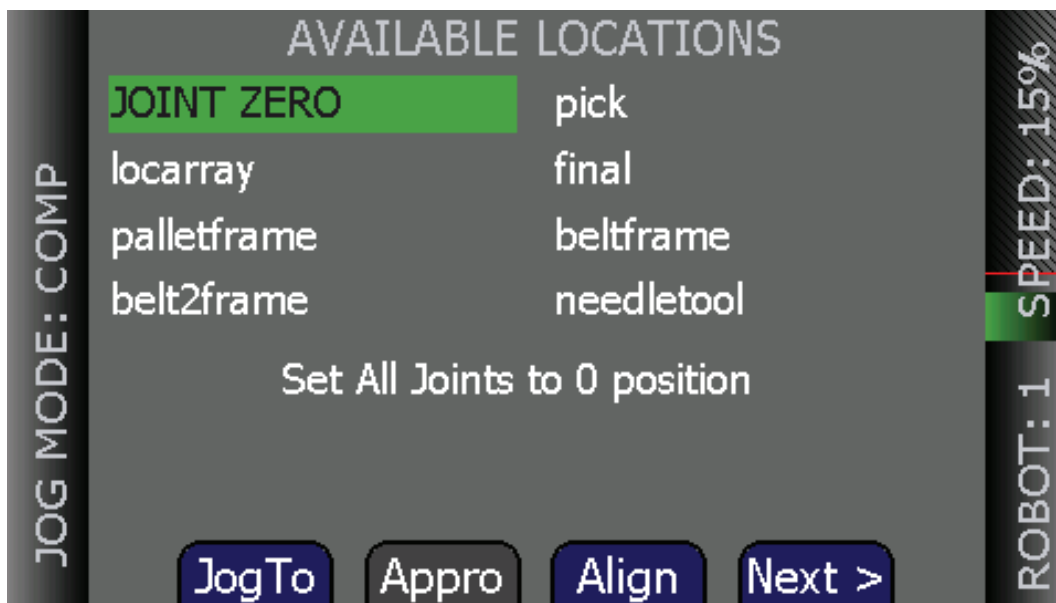 AVAILABLE LOCATIONS
JOINT ZERO
pick
locarray
final
palletframe
beltframe
belt2frame
needletool
Set All Joints to 0 position
JogTo
Appro
Align
Next >
JOG MODE: COMP
SPEED: 15%
ROBOT: 1